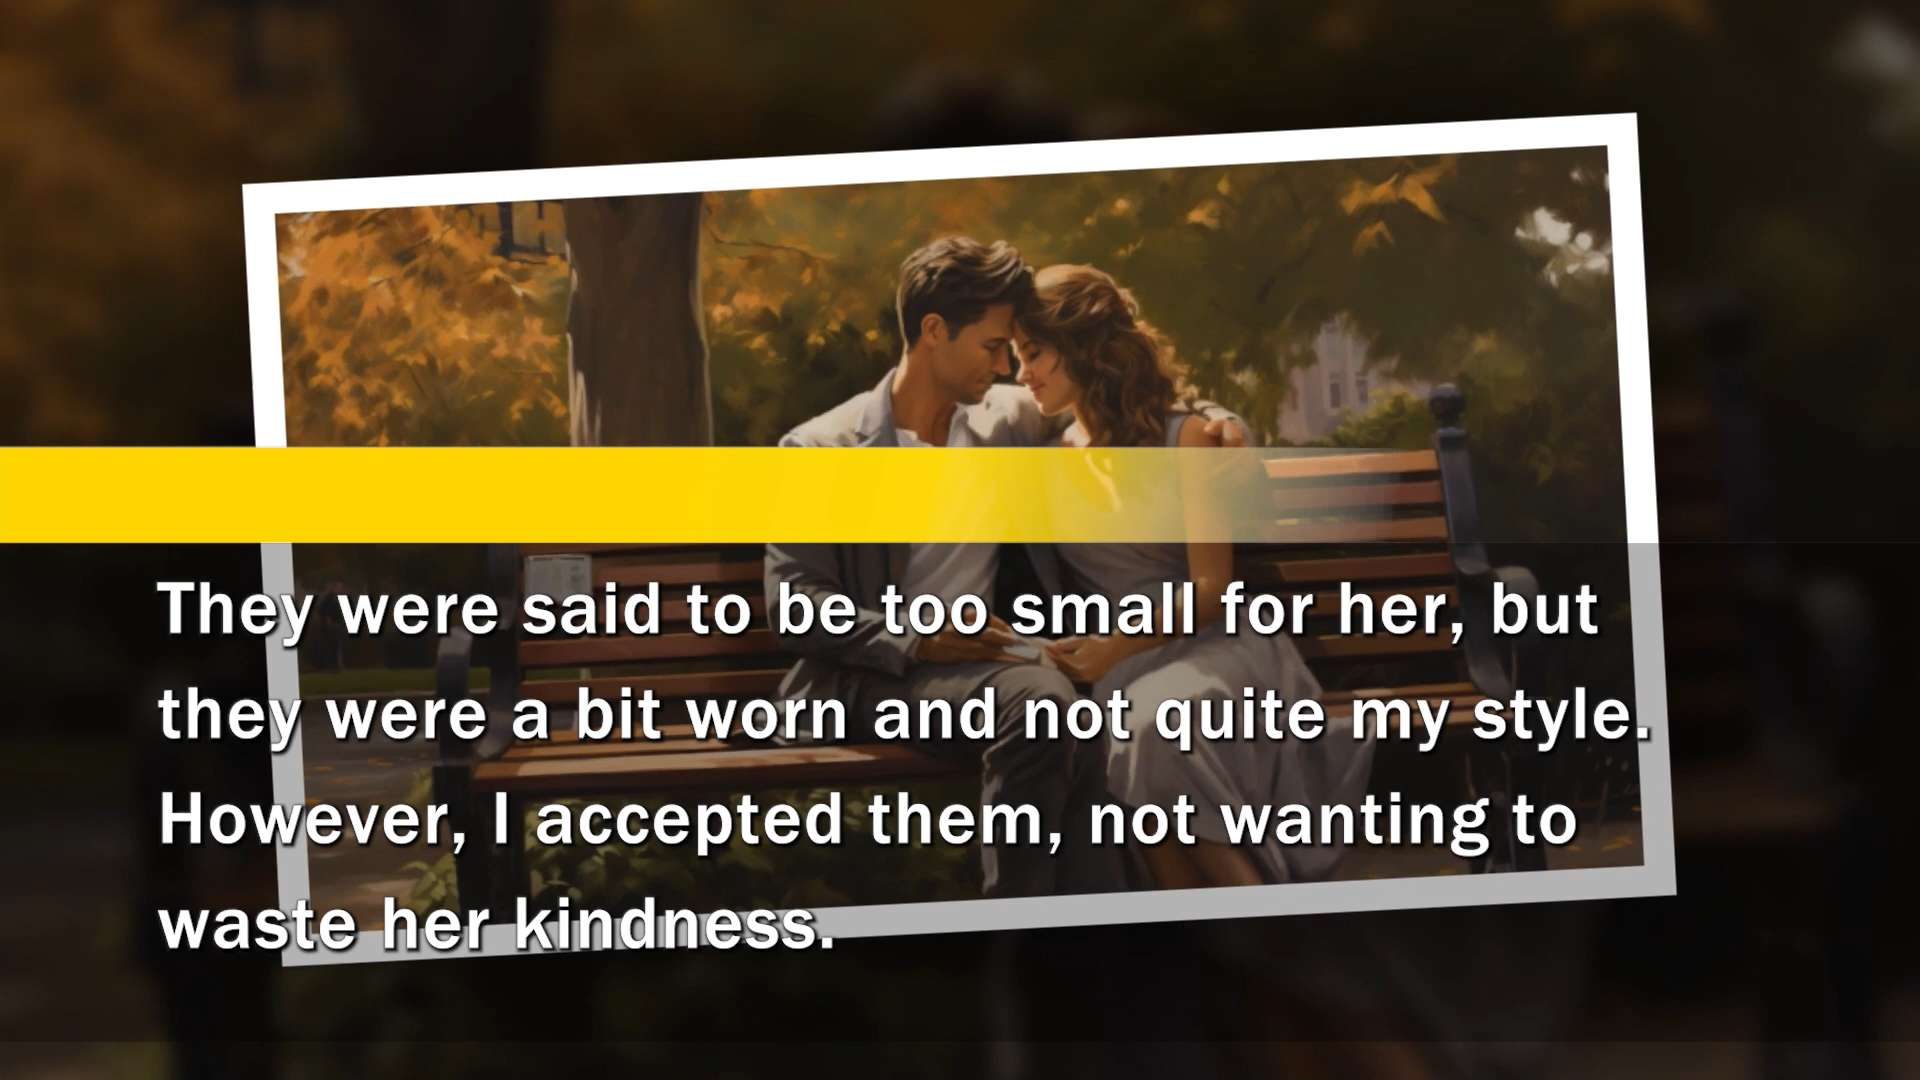 They were said to be too small for her, but
they were a bit worn and not quite my style.
However, I accepted them, not wanting to
waste her kindness.